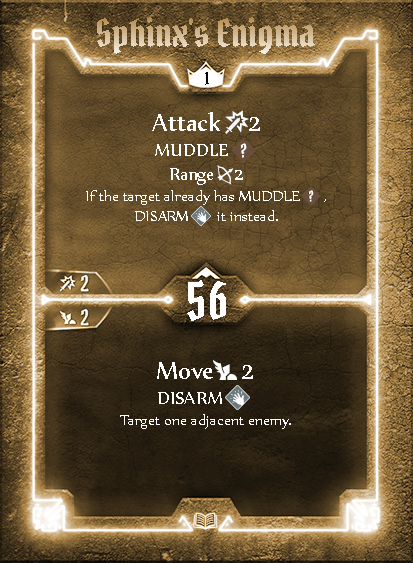 Sphinx's Enigma
1
Attack 2
MUDDLE ?
Range 2
If the target already has MUDDLE ? ,
DISARM it instead.
2
56
2
Move 2
DISARM
Target one adjacent enemy.